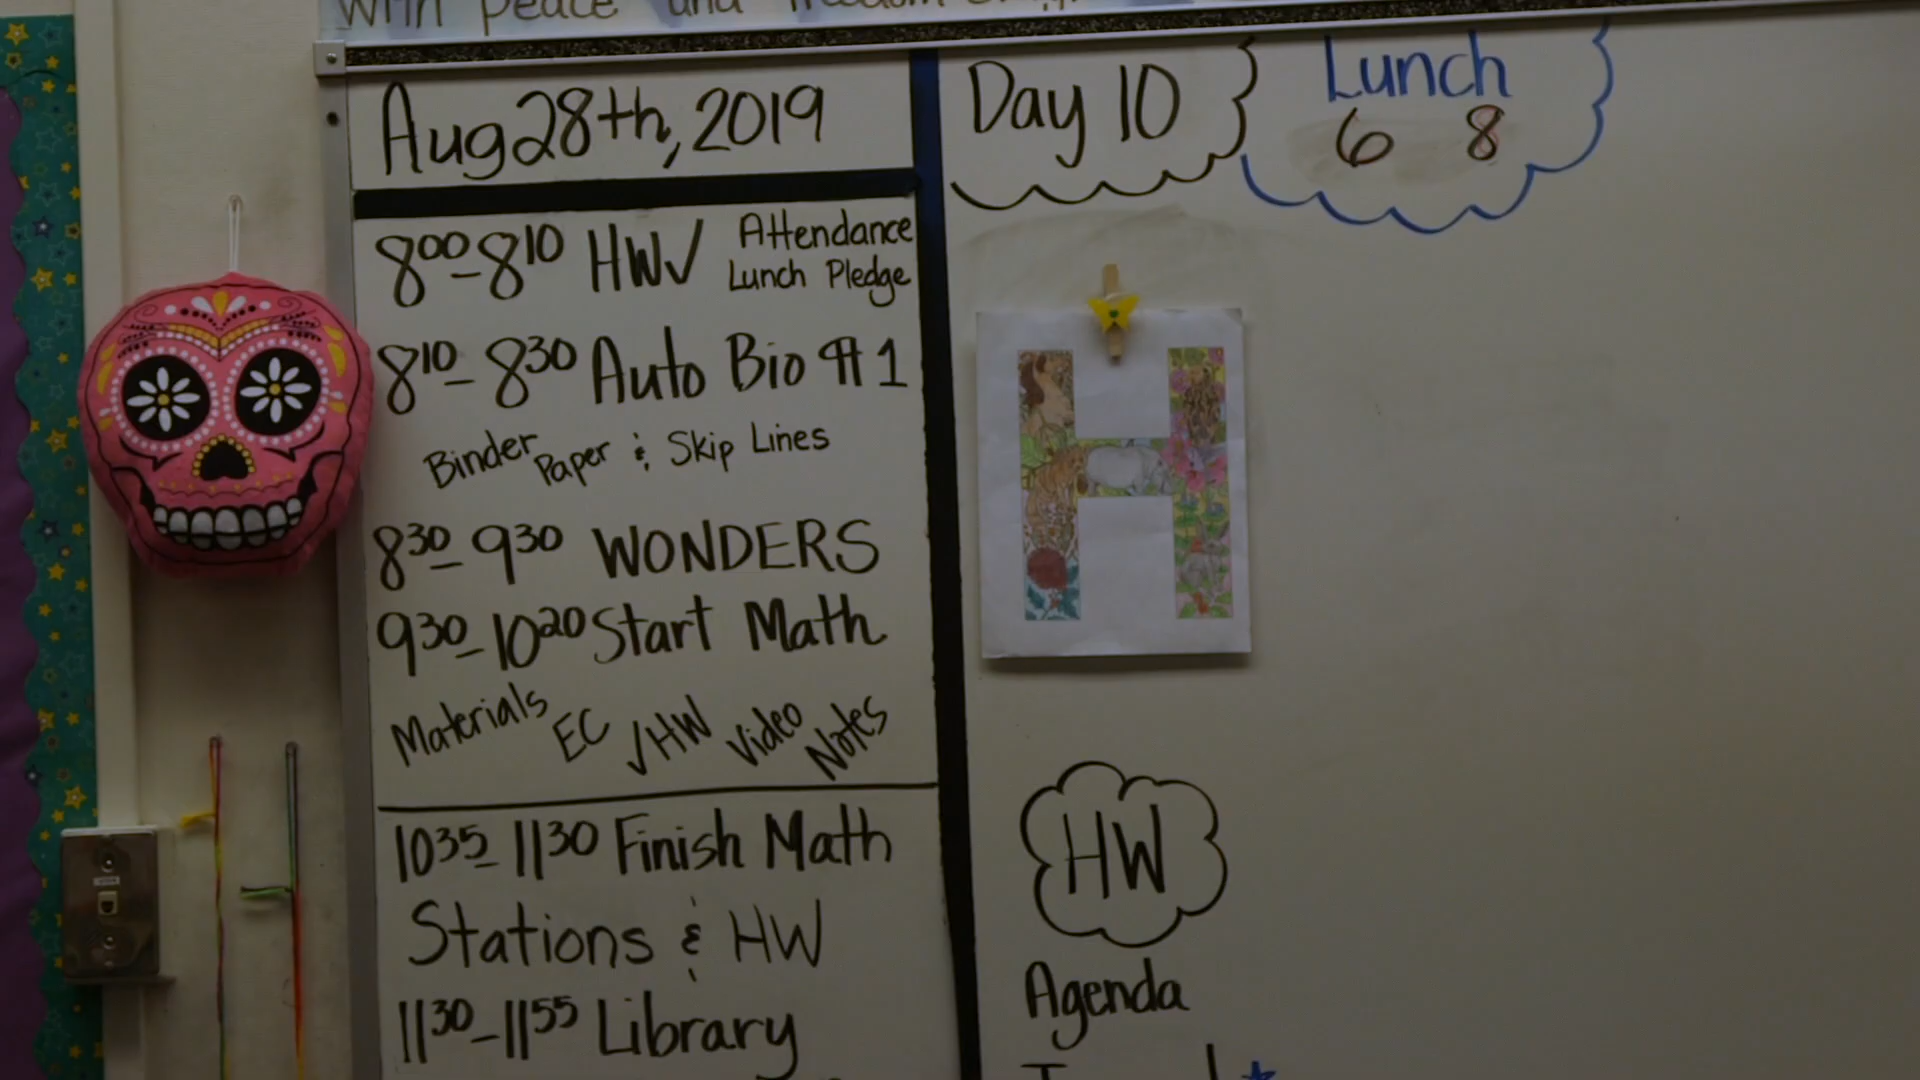 with peace and
Aug 28th, 2019
8:00-8:10 HW✓ Attendance
Lunch Pledge
8:10-8:30 Auto Bio ¶ 1
Binder Paper & Skip Lines
8:30-9:30 WONDERS
9:30-10:20 Start Math
Materials EC ✓HW Video Notes
10:35-11:30 Finish Math
Stations & HW
11:30-11:55 Library
Day 10
Lunch
6 8
H
HW
Agenda